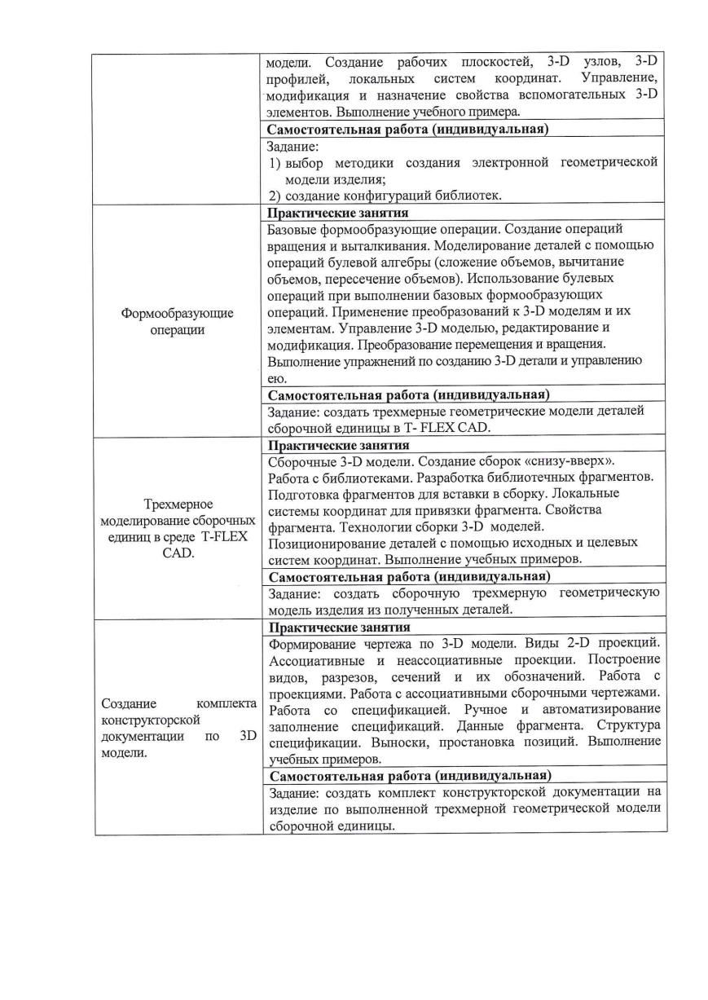 модели. Создание рабочих плоскостей, 3-D узлов, 3-D
профилей, локальных систем координат. Управление,
модификация и назначение свойства вспомогательных 3-D
элементов. Выполнение учебного примера.
Самостоятельная работа (индивидуальная)
Задание:
1) выбор методики создания электронной геометрической
модели изделия;
2) создание конфигураций библиотек.
Формообразующие
операции
Практические занятия
Базовые формообразующие операции. Создание операций
вращения и выталкивания. Моделирование деталей с помощью
операций булевой алгебры (сложение объемов, вычитание
объемов, пересечение объемов). Использование булевых
операций при выполнении базовых формообразующих
операций. Применение преобразований к 3-D моделям и их
элементам. Управление 3-D моделью, редактирование и
модификация. Преобразование перемещения и вращения.
Выполнение упражнений по созданию 3-D детали и управлению
ею.
Самостоятельная работа (индивидуальная)
Задание: создать трехмерные геометрические модели деталей
сборочной единицы в T- FLEX CAD.
Трехмерное
моделирование сборочных
единиц в среде T-FLEX
CAD.
Практические занятия
Сборочные 3-D модели. Создание сборок «снизу-вверх».
Работа с библиотеками. Разработка библиотечных фрагментов.
Подготовка фрагментов для вставки в сборку. Локальные
системы координат для привязки фрагмента. Свойства
фрагмента. Технологии сборки 3-D моделей.
Позиционирование деталей с помощью исходных и целевых
систем координат. Выполнение учебных примеров.
Самостоятельная работа (индивидуальная)
Задание: создать сборочную трехмерную геометрическую
модель изделия из полученных деталей.
Создание комплекта
конструкторской
документации по 3D
модели.
Практические занятия
Формирование чертежа по 3-D модели. Виды 2-D проекций.
Ассоциативные и неассоциативные проекции. Построение
видов, разрезов, сечений и их обозначений. Работа с
проекциями. Работа с ассоциативными сборочными чертежами.
Работа со спецификацией. Ручное и автоматизирование
заполнение спецификаций. Данные фрагмента. Структура
спецификации. Выноски, простановка позиций. Выполнение
учебных примеров.
Самостоятельная работа (индивидуальная)
Задание: создать комплект конструкторской документации на
изделие по выполненной трехмерной геометрической модели
сборочной единицы.